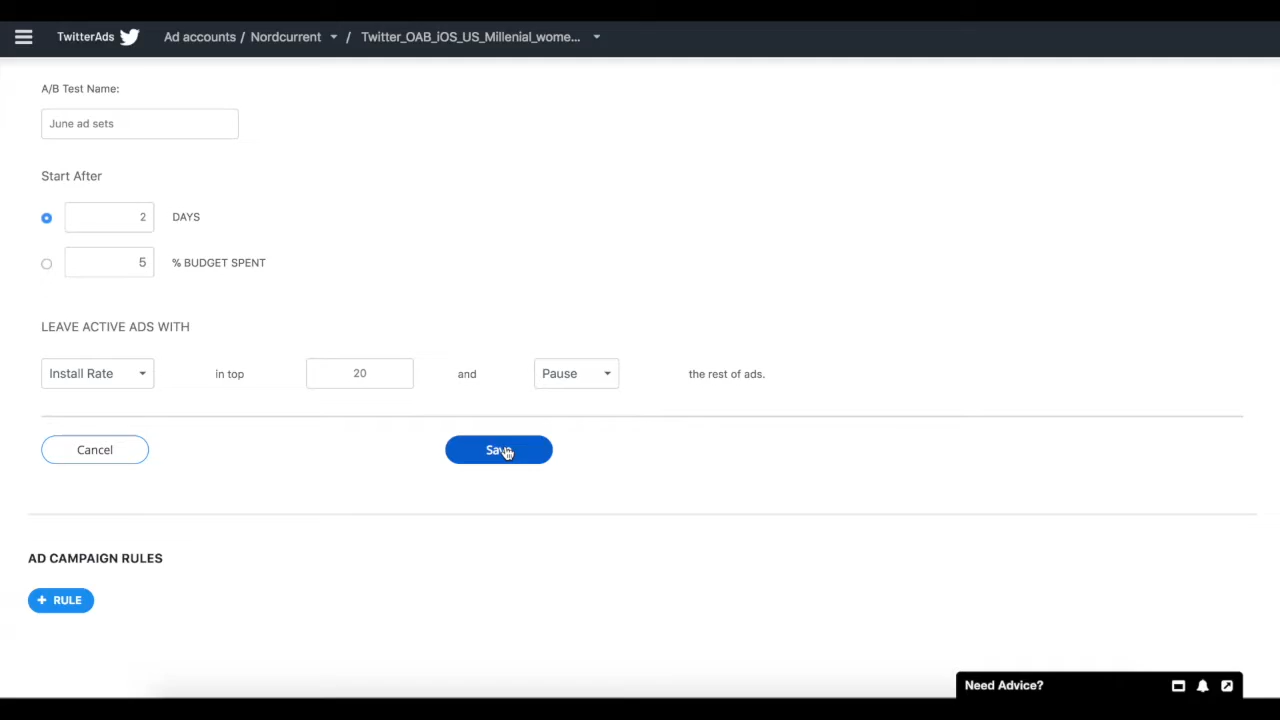 TwitterAds Ad accounts / Nordcurrent / Twitter_OAB_iOS_US_Millenial_wome...
A/B Test Name:
June ad sets
Start After
2 DAYS
5 % BUDGET SPENT
LEAVE ACTIVE ADS WITH
Install Rate in top 20 and Pause the rest of ads.
Cancel Save
AD CAMPAIGN RULES
+ RULE
Need Advice?